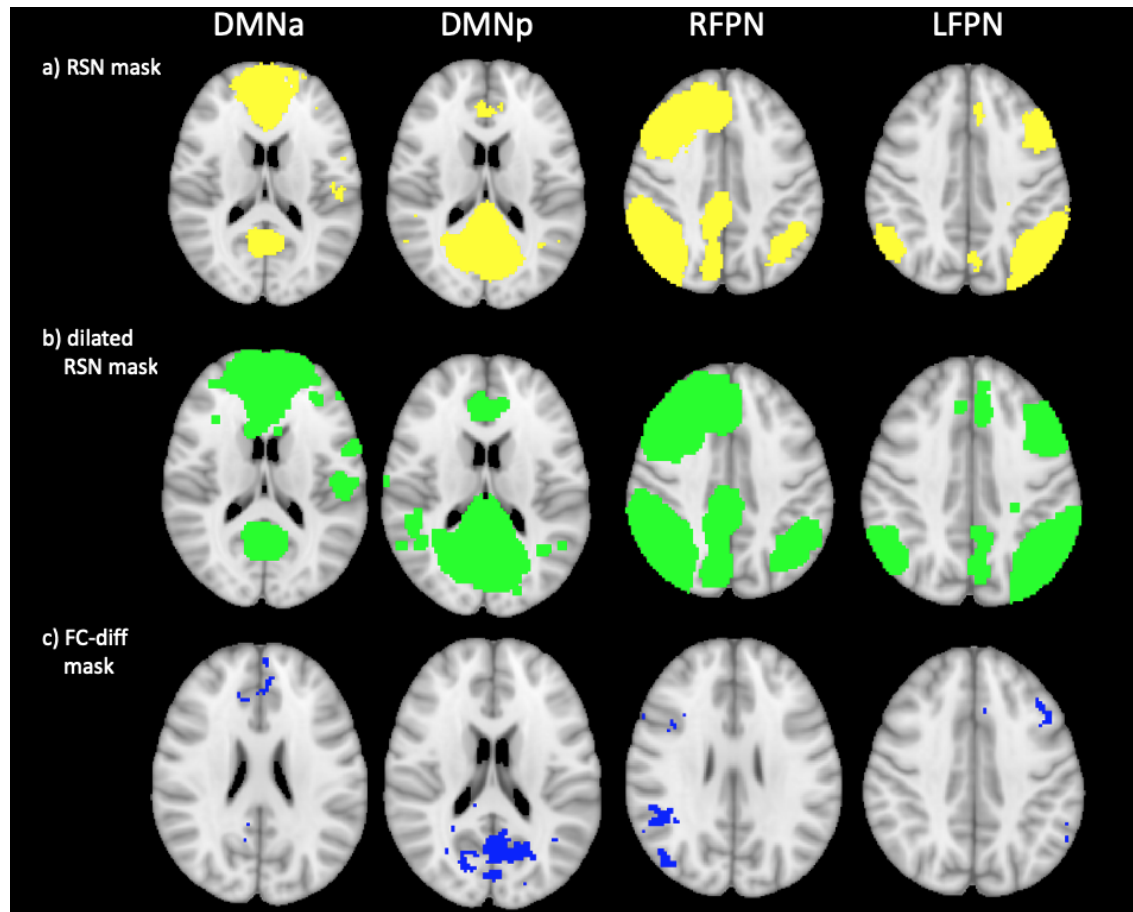 DMNa DMNp RFPN LFPN
a) RSN mask
b) dilated
RSN mask
c) FC-diff
mask